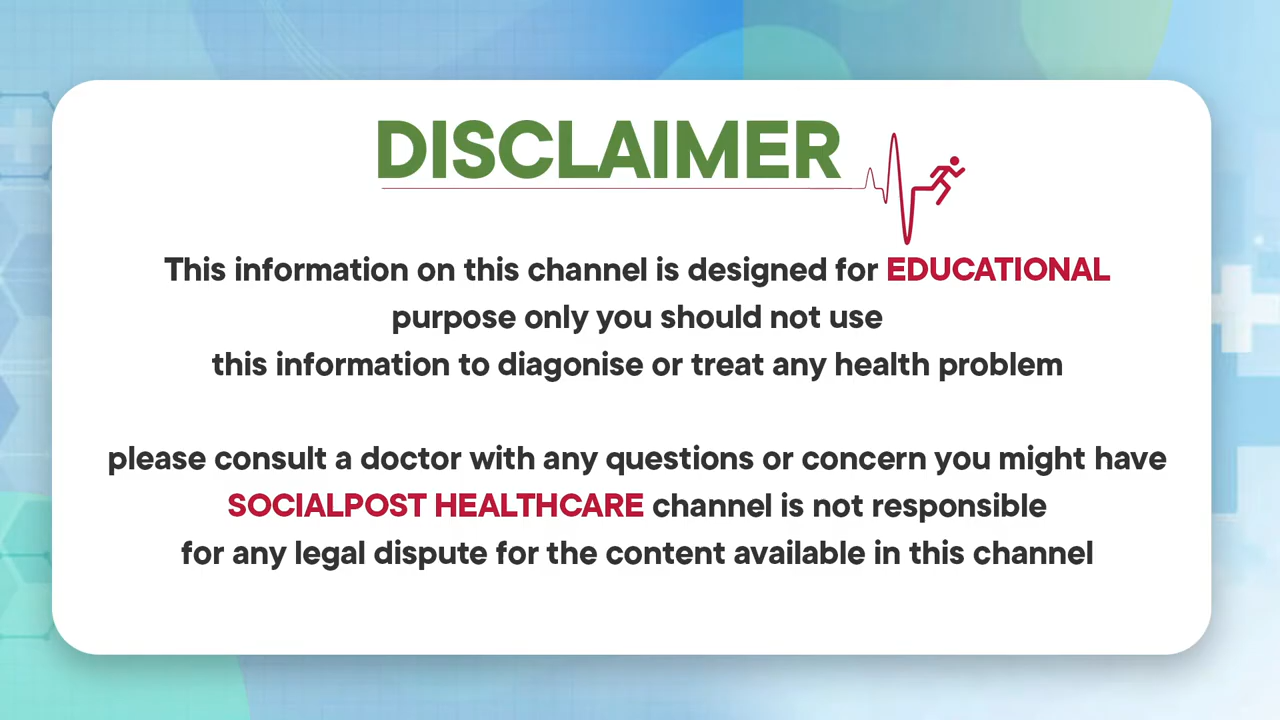 DISCLAIMER
This information on this channel is designed for EDUCATIONAL
purpose only you should not use
this information to diagonise or treat any health problem
please consult a doctor with any questions or concern you might have
SOCIALPOST HEALTHCARE channel is not responsible
for any legal dispute for the content available in this channel